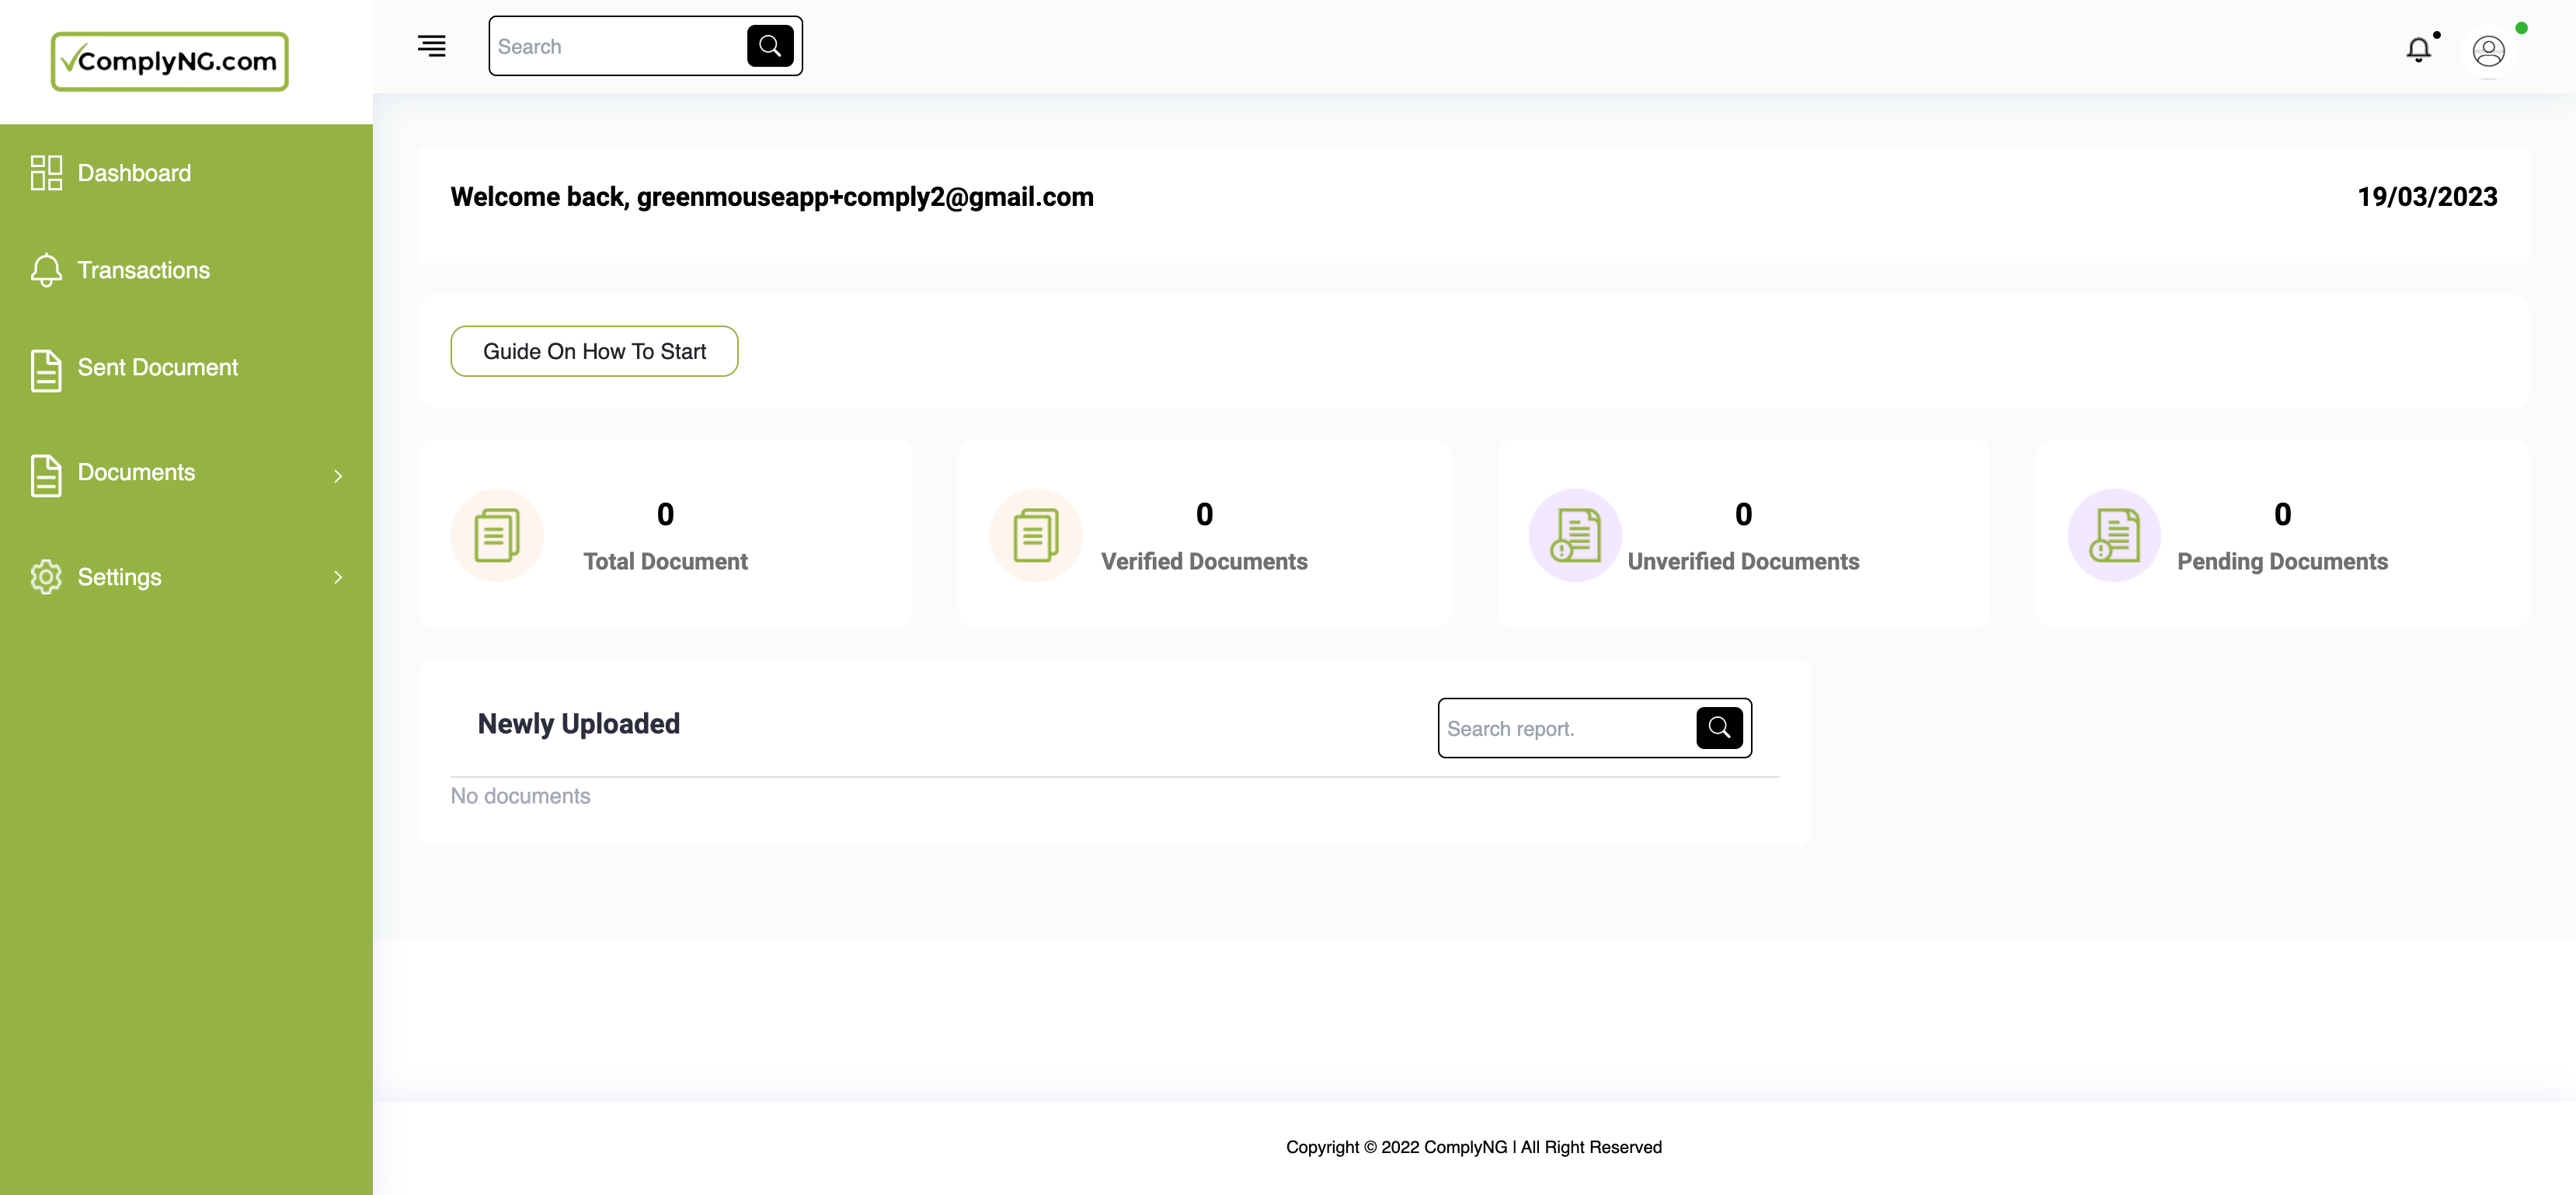 ComplyNG.com
Search
Dashboard
Transactions
Sent Document
Documents
Settings
Welcome back, greenmouseapp+comply2@gmail.com
19/03/2023
Guide On How To Start
0
Total Document
0
Verified Documents
0
Unverified Documents
0
Pending Documents
Newly Uploaded
Search report.
No documents
Copyright © 2022 ComplyNG | All Right Reserved